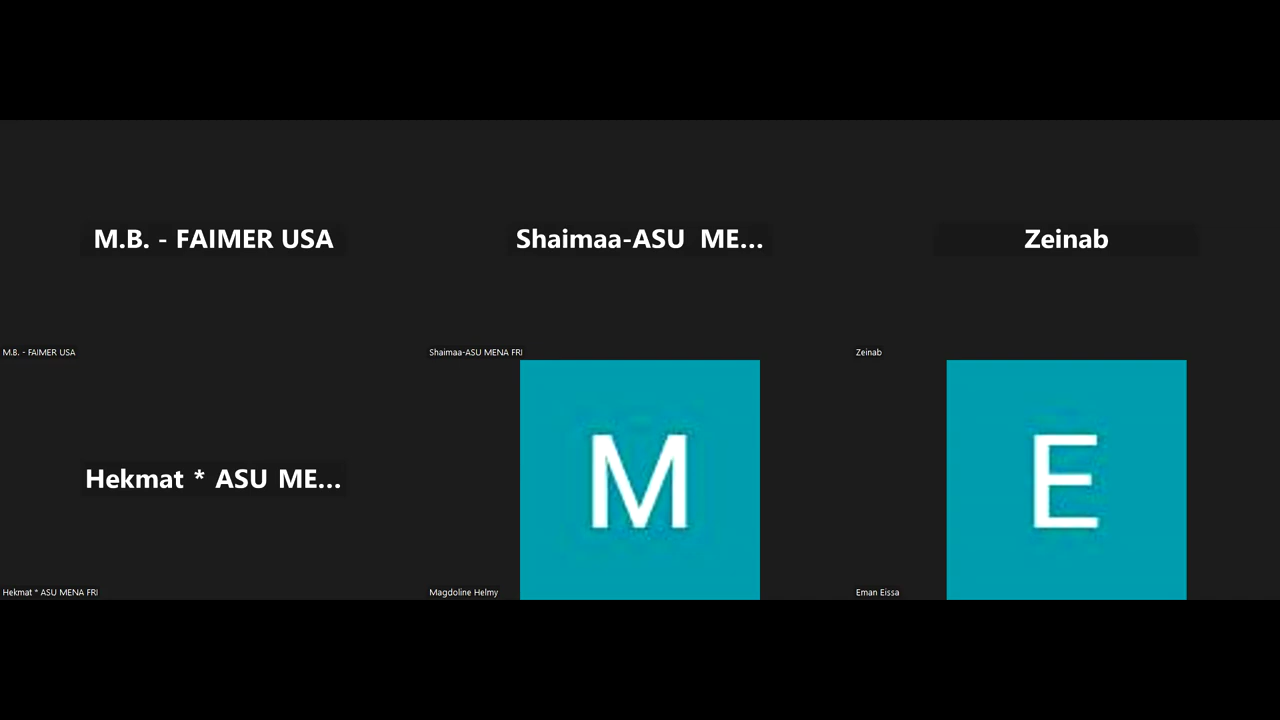 M.B. - FAIMER USA
Shaimaa-ASU ME...
Zeinab
M.B. - FAIMER USA
Shaimaa-ASU MENA FRI
Zeinab
Hekmat * ASU ME...
M
E
Hekmat * ASU MENA FRI
Magdoline Helmy
Eman Eissa